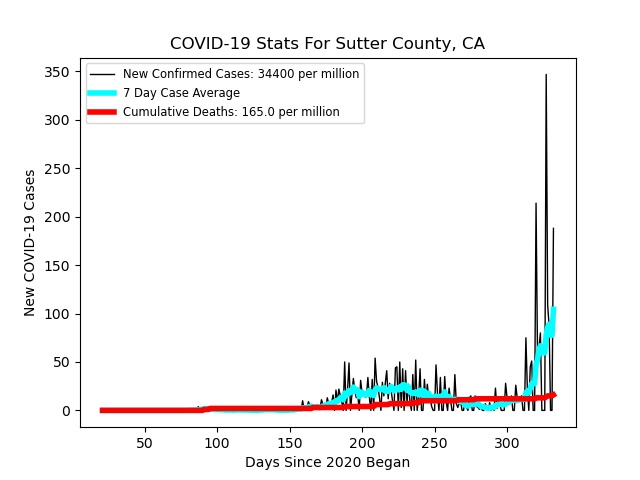 COVID-19 Stats For Sutter County, CA
New Confirmed Cases: 34400 per million
7 Day Case Average
Cumulative Deaths: 165.0 per million
New COVID-19 Cases
350
300
250
200
150
100
50
0
50 100 150 200 250 300
Days Since 2020 Began